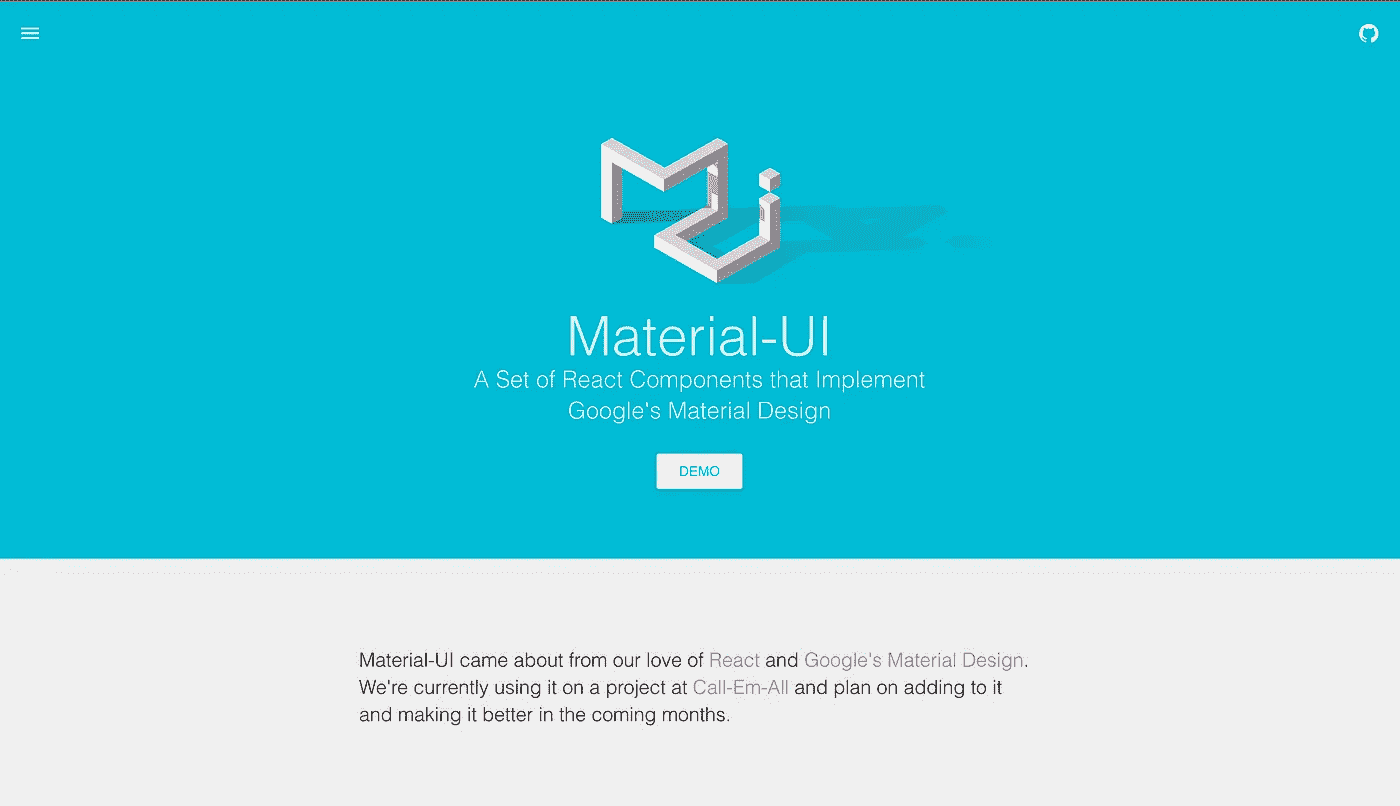 Material-UI
A Set of React Components that Implement
Google's Material Design
DEMO
Material-UI came about from our love of React and Google's Material Design.
We're currently using it on a project at Call-Em-All and plan on adding to it
and making it better in the coming months.